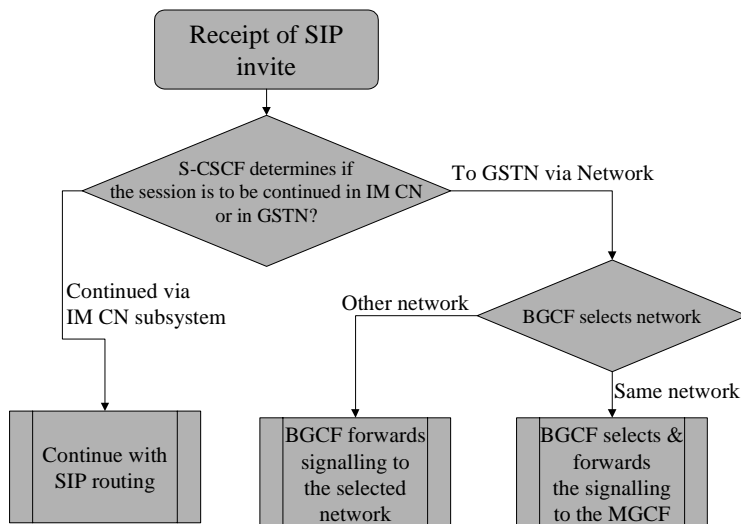 Receipt of SIP
invite
S-CSCF determines if
the session is to be continued in IM CN
or in GSTN?
To GSTN via Network
Continued via
IM CN subsystem
Other network
BGCF selects network
Same network
Continue with
SIP routing
BGCF forwards
signalling to
the selected
network
BGCF selects &
forwards
the signalling
to the MGCF